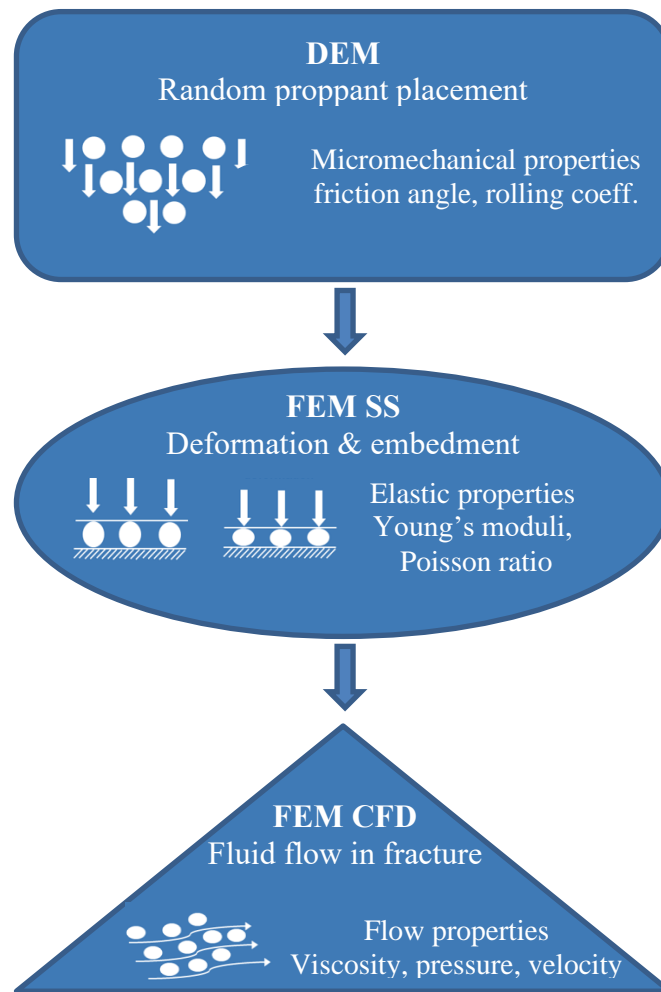 DEM
Random proppant placement
Micromechanical properties
friction angle, rolling coeff.
FEM SS
Deformation & embedment
Elastic properties
Young’s moduli,
Poisson ratio
FEM CFD
Fluid flow in fracture
Flow properties
Viscosity, pressure, velocity